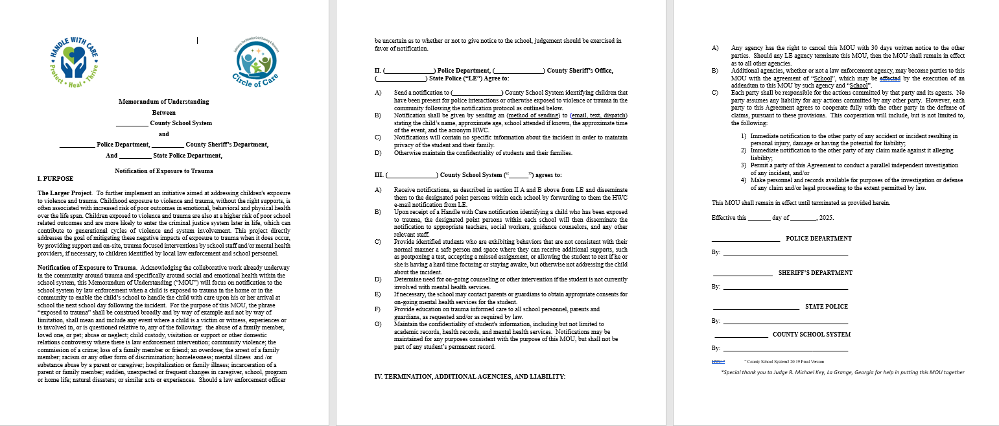 HANDLE WITH CARE
Protect • Heal • Thrive
Substance Use Disorder Grief Training & Resources
Circle of Care
Memorandum of Understanding
Between
__________ County School System
and
___________ Police Department, __________ County Sheriff's Department,
And __________ State Police Department,
Notification of Exposure to Trauma
I. PURPOSE
The Larger Project. To further implement an initiative aimed at addressing children's exposure
to violence and trauma. Childhood exposure to violence and trauma, without the right supports, is
often associated with increased risk of poor outcomes in emotional, behavioral and physical health
over the life span. Children exposed to violence and trauma are also at a higher risk of poor school
related outcomes and are more likely to enter the criminal justice system later in life, which can
contribute to generational cycles of violence and system involvement. This project directly
addresses the goal of mitigating these negative impacts of exposure to trauma when it does occur,
by providing support and on-site, trauma focused interventions by school staff and/or mental health
providers, if necessary, to children identified by local law enforcement and school personnel.
Notification of Exposure to Trauma. Acknowledging the collaborative work already underway
in the community around trauma and specifically around social and emotional health within the
school system, this Memorandum of Understanding ("MOU") will focus on notification to the
school system by law enforcement when a child is exposed to trauma in the home or in the
community to enable the child's school to handle the child with care upon his or her arrival at
school the next school day following the incident. For the purpose of this MOU, the phrase
"exposed to trauma" shall be construed broadly and by way of example and not by way of
limitation, shall mean and include any event where a child is a victim or witness, experiences or
is involved in, or is questioned relative to, any of the following: the abuse of a family member,
loved one, or pet; abuse or neglect; child custody, visitation or support or other domestic
relations controversy where there is law enforcement intervention; community violence; the
commission of a crime; loss of a family member or friend; an overdose; the arrest of a family
member; racism or any other form of discrimination; homelessness; mental illness and /or
substance abuse by a parent or caregiver; hospitalization or family illness; incarceration of a
parent or family member; sudden, unexpected or frequent changes in caregiver, school, program
or home life; natural disasters; or similar acts or experiences. Should a law enforcement officer
be uncertain as to whether or not to give notice to the school, judgement should be exercised in
favor of notification.
II. (________________) Police Department, (________________) County Sheriff's Office,
(________________) State Police ("LE") Agree to:
A) Send a notification to (________________) County School System identifying children that
have been present for police interactions or otherwise exposed to violence or trauma in the
community following the notification protocol as outlined below.
B) Notification shall be given by sending an (method of sending) to (email, text, dispatch)
stating the child's name, approximate age, school attended if known, the approximate time
of the event, and the acronym HWC.
C) Notifications will contain no specific information about the incident in order to maintain
privacy of the student and their family.
D) Otherwise maintain the confidentiality of students and their families.
III. (________________) County School System ("______") agrees to:
A) Receive notifications, as described in section II A and B above from LE and disseminate
them to the designated point persons within each school by forwarding to them the HWC
e-mail notification from LE.
B) Upon receipt of a Handle with Care notification identifying a child who has been exposed
to trauma, the designated point persons within each school will then disseminate the
notification to appropriate teachers, social workers, guidance counselors, and any other
relevant staff.
C) Provide identified students who are exhibiting behaviors that are not consistent with their
normal manner a safe person and space where they can receive additional supports, such
as postponing a test, accepting a missed assignment, or allowing the student to rest if he or
she is having a hard time focusing or staying awake, but otherwise not addressing the child
about the incident.
D) Determine need for on-going counseling or other intervention if the student is not currently
involved with mental health services.
E) If necessary, the school may contact parents or guardians to obtain appropriate consents for
on-going mental health services for the student.
F) Provide education on trauma informed care to all school personnel, parents and
guardians, as requested and/or as required by law.
G) Maintain the confidentiality of student's information, including but not limited to
academic records, health records, and mental health services. Notifications may be
maintained for any purposes consistent with the purpose of this MOU, but shall not be
part of any student's permanent record.
IV. TERMINATION, ADDITIONAL AGENCIES, AND LIABILITY:
A) Any agency has the right to cancel this MOU with 30 days written notice to the other
parties. Should any LE agency terminate this MOU, then the MOU shall remain in effect
as to all other agencies.
B) Additional agencies, whether or not a law enforcement agency, may become parties to this
MOU with the agreement of "School", which may be effected by the execution of an
addendum to this MOU by such agency and "School".
C) Each party shall be responsible for the actions committed by that party and its agents. No
party assumes any liability for any actions committed by any other party. However, each
party to this Agreement agrees to cooperate fully with the other party in the defense of
claims, pursuant to these provisions. This cooperation will include, but is not limited to,
the following:
1) Immediate notification to the other party of any accident or incident resulting in
personal injury, damage or having the potential for liability;
2) Immediate notification to the other party of any claim made against it alleging
liability;
3) Permit a party of this Agreement to conduct a parallel independent investigation
of any incident, and/or
4) Make personnel and records available for purposes of the investigation or defense
of any claim and/or legal proceeding to the extent permitted by law.
This MOU shall remain in effect until terminated as provided herein.
Effective this _______ day of ________, 2025.
_____________________ POLICE DEPARTMENT
By: ______________________________________
__________________ SHERIFF'S DEPARTMENT
By: ______________________________________
__________________________ STATE POLICE
By: ______________________________________
________________ COUNTY SCHOOL SYSTEM
By: ______________________________________
HWC " " County School System3 20 19 Final Version
*Special thank you to Judge R. Michael Key, La Grange, Georgia for help in putting this MOU together